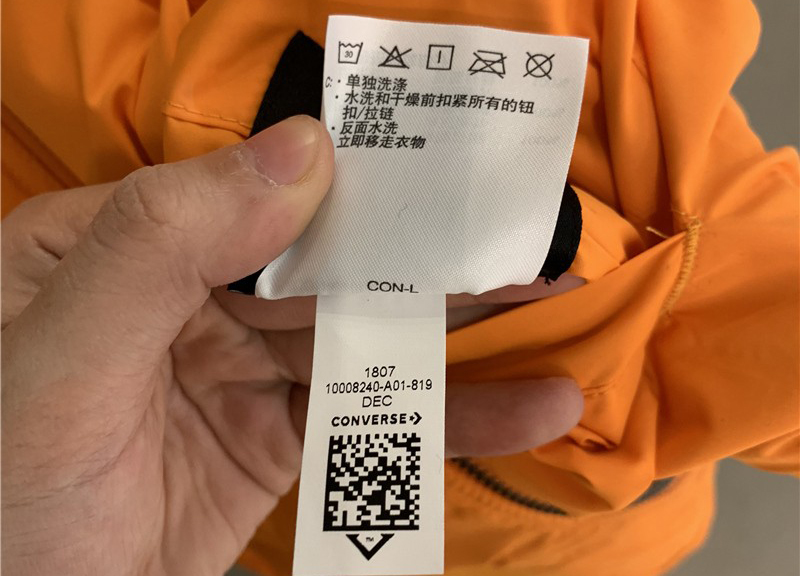 30
· 单独洗涤
· 水洗和干燥前扣紧所有的钮
扣/拉链
· 反面水洗
立即移走衣物
CON-L
1807
10008240-A01-819
DEC
CONVERSE
TM